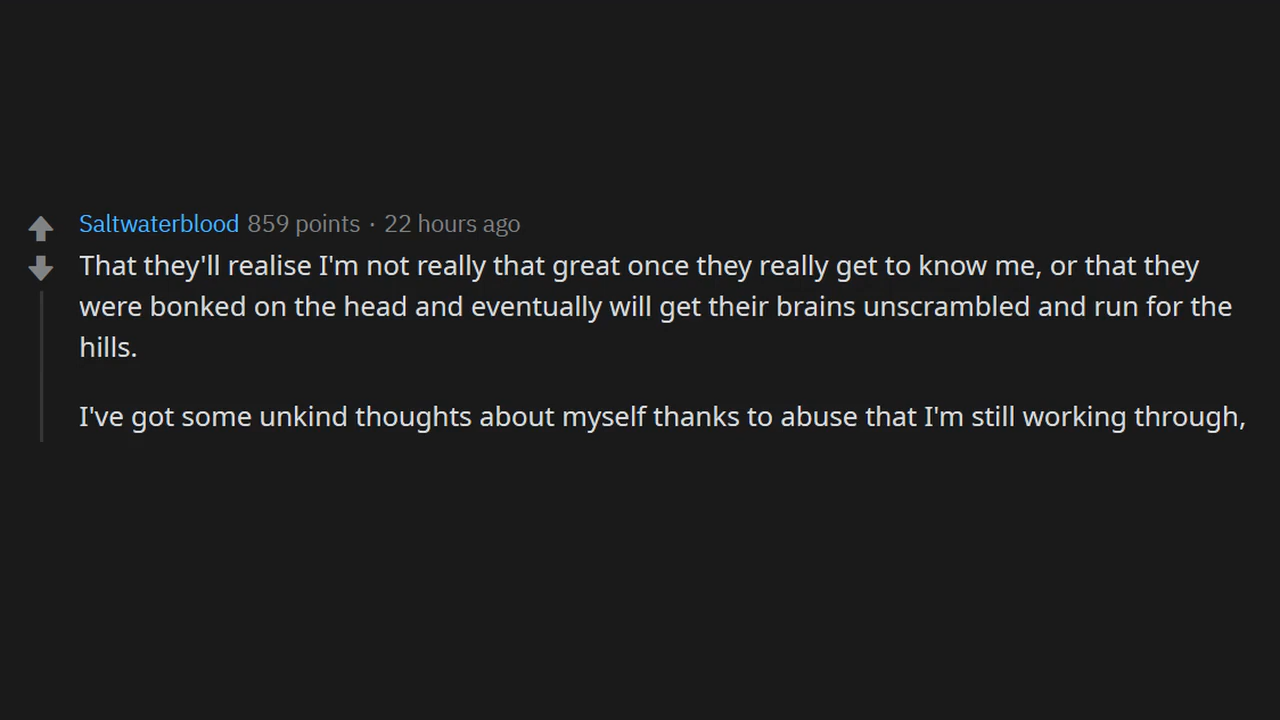 Saltwaterblood 859 points · 22 hours ago
That they'll realise I'm not really that great once they really get to know me, or that they
were bonked on the head and eventually will get their brains unscrambled and run for the
hills.
I've got some unkind thoughts about myself thanks to abuse that I'm still working through,